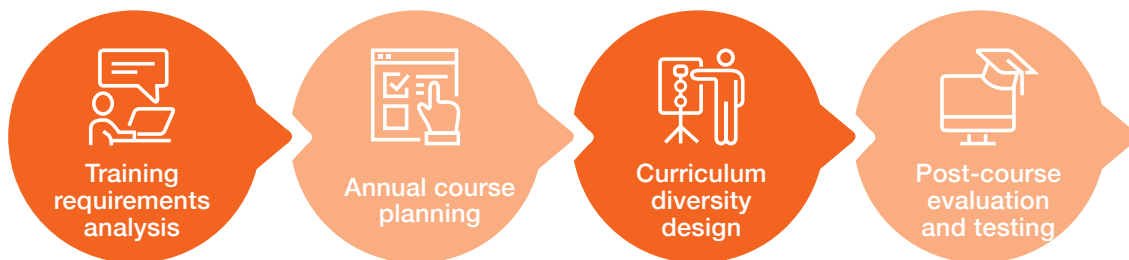 Training
requirements
analysis
Annual course
planning
Curriculum
diversity
design
Post-course
evaluation
and testing